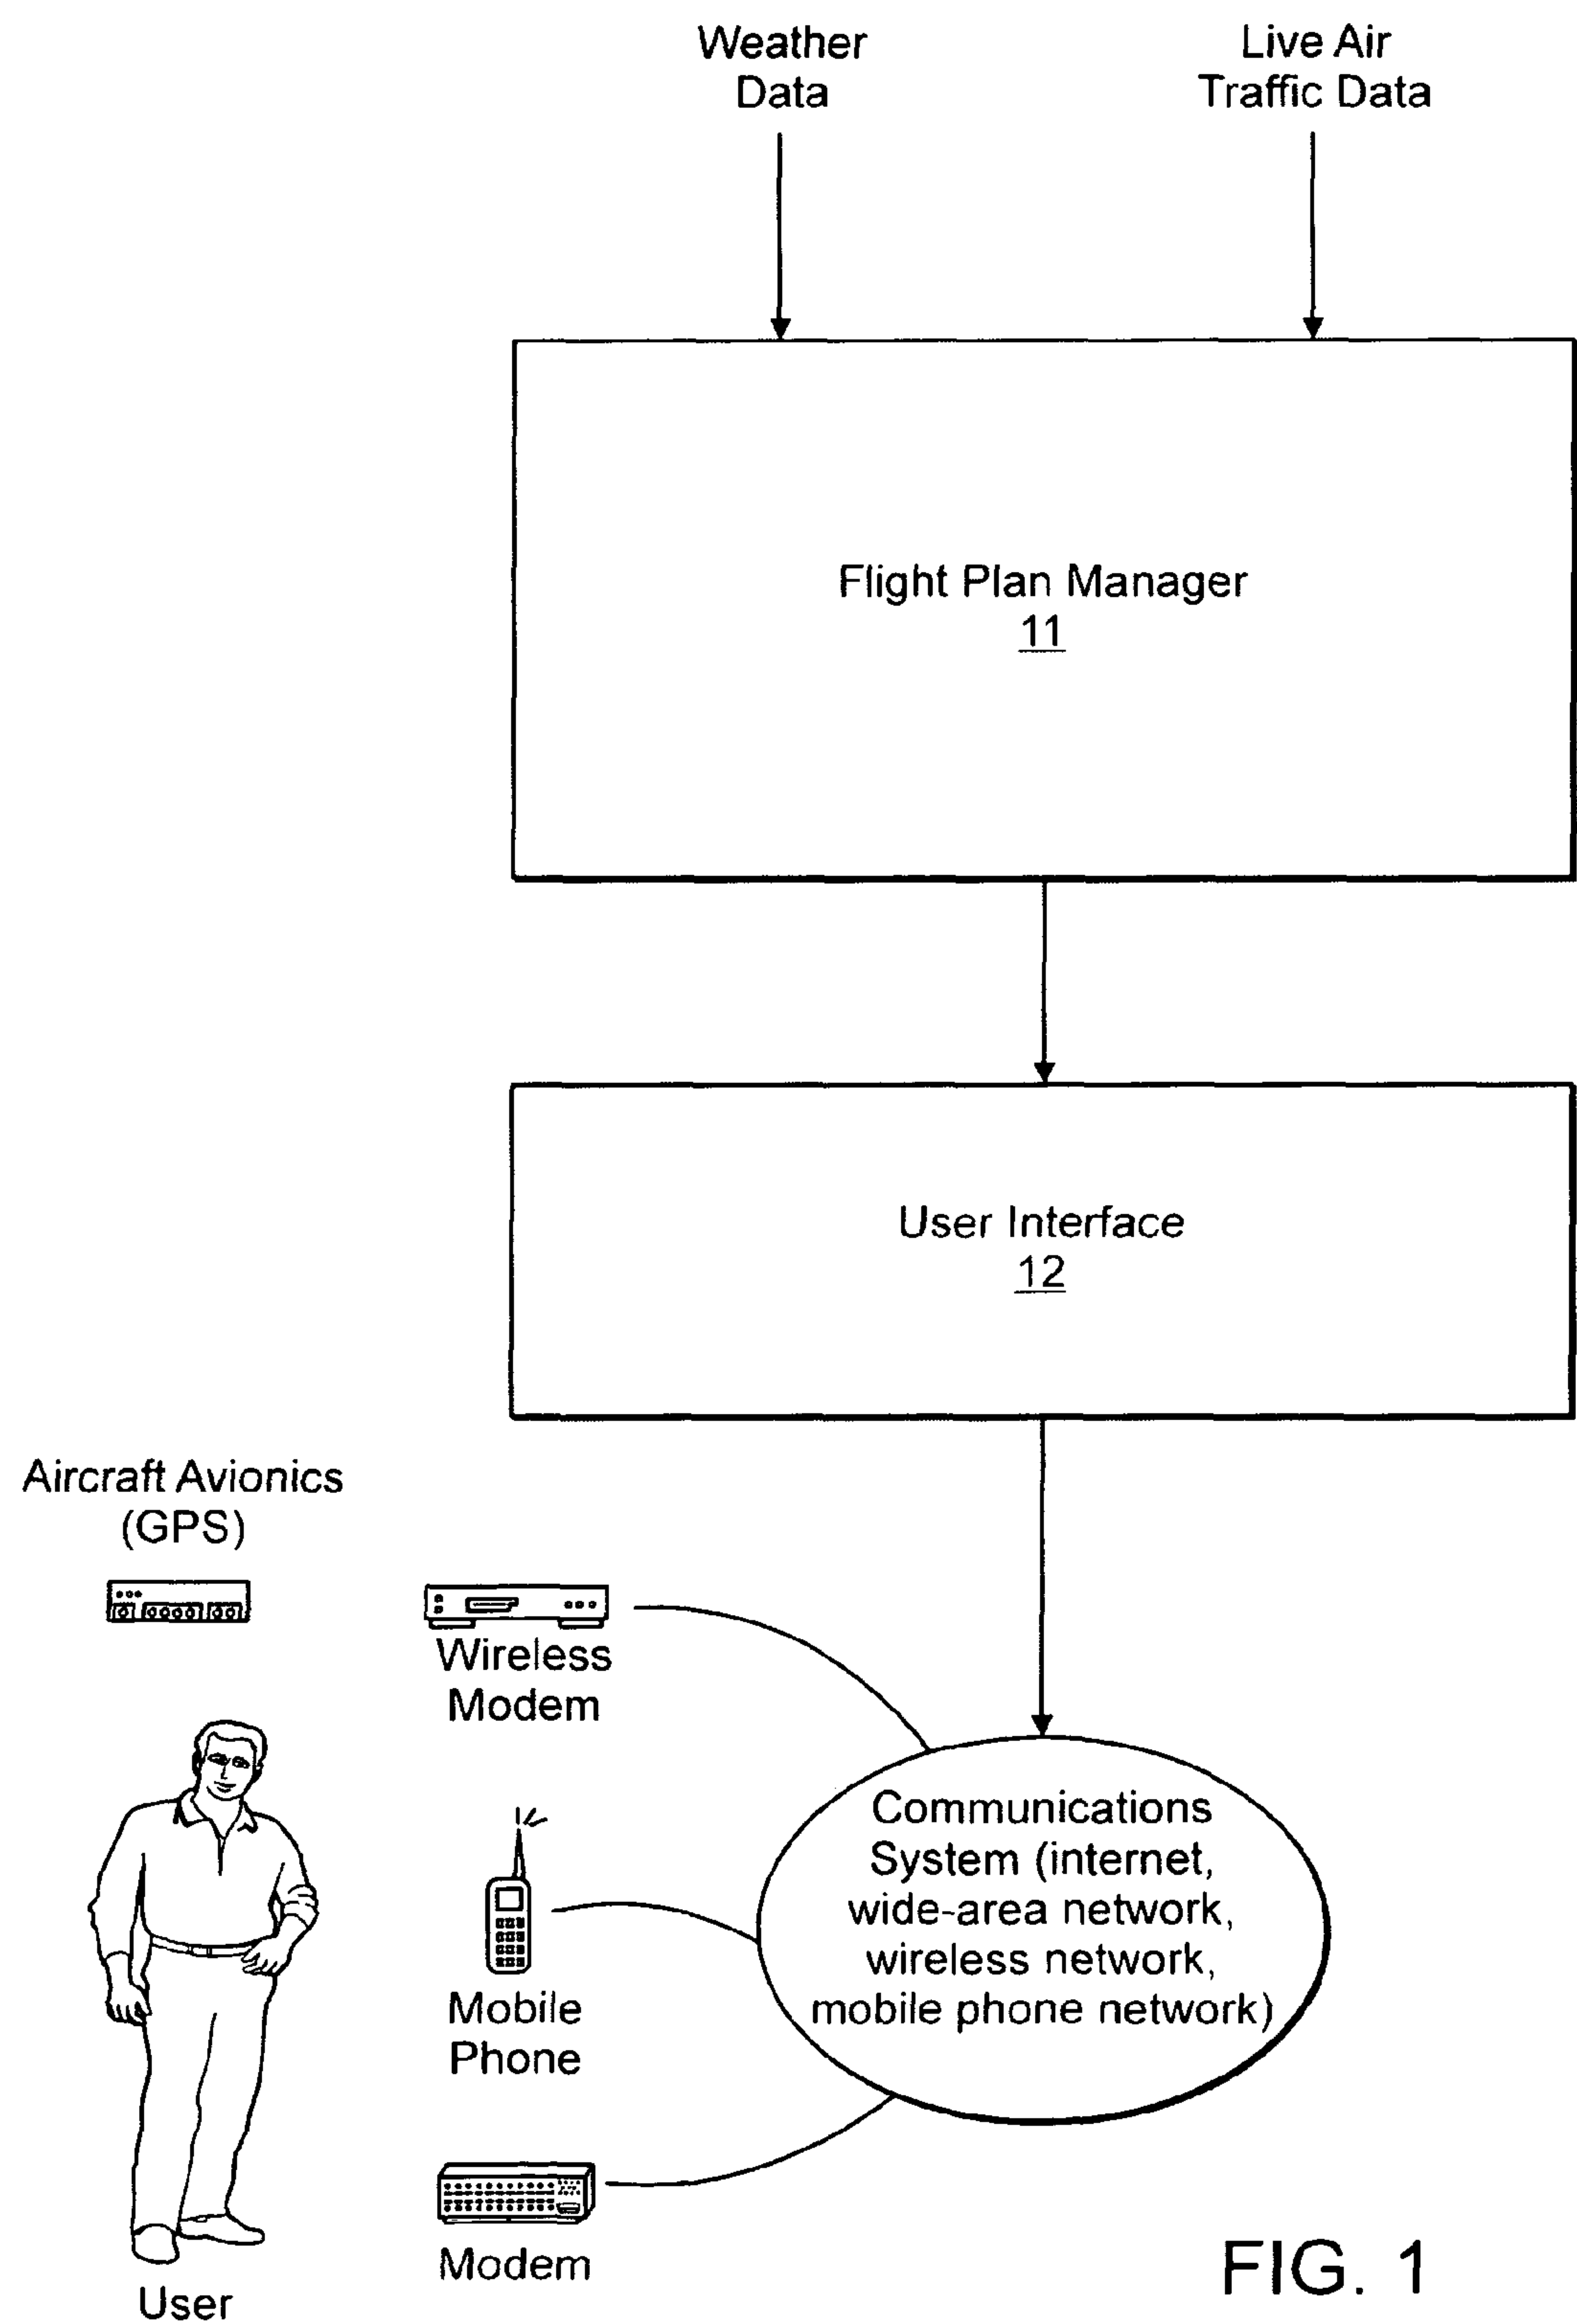 Weather
Data
Live Air
Traffic Data
Flight Plan Manager
11
User Interface
12
Aircraft Avionics
(GPS)
Wireless
Modem
Communications
System (internet,
wide-area network,
wireless network,
mobile phone network)
Mobile
Phone
Modem
User
FIG. 1